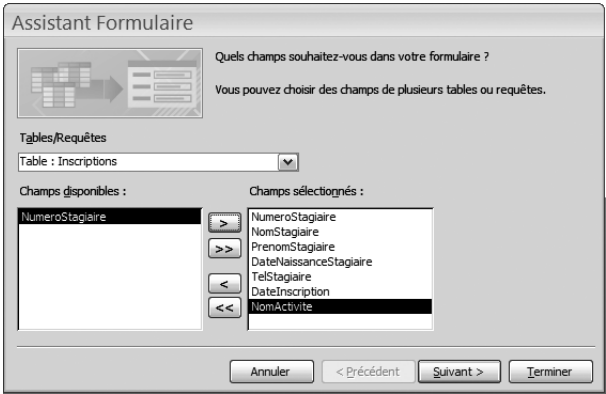 Assistant Formulaire
Quels champs souhaitez-vous dans votre formulaire ?
Vous pouvez choisir des champs de plusieurs tables ou requêtes.
Tables/Requêtes
Table : Inscriptions
Champs disponibles :
Champs sélectionnés :
NumeroStagiaire
>
>>
<
<<
NumeroStagiaire
NomStagiaire
PrenomStagiaire
DateNaissanceStagiaire
TelStagiaire
DateInscription
NomActivite
Annuler
< Précédent
Suivant >
Terminer